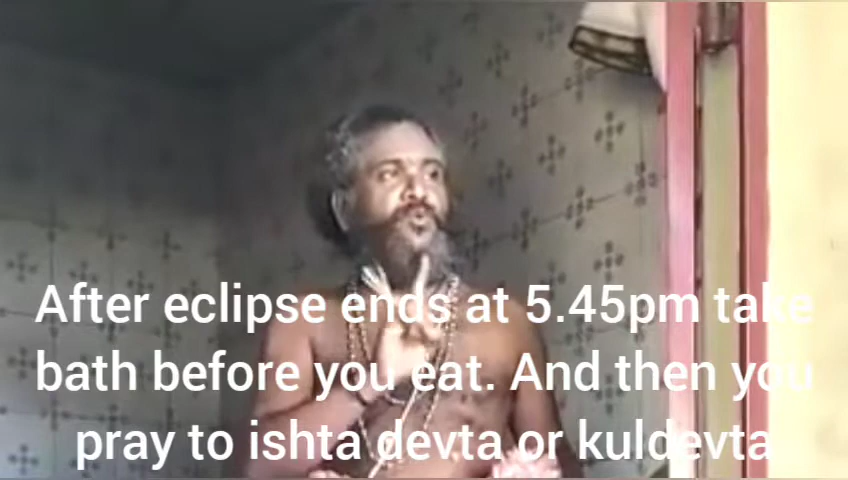 After eclipse ends at 5.45pm take
bath before you eat. And then you
pray to ishta devta or kuldevta